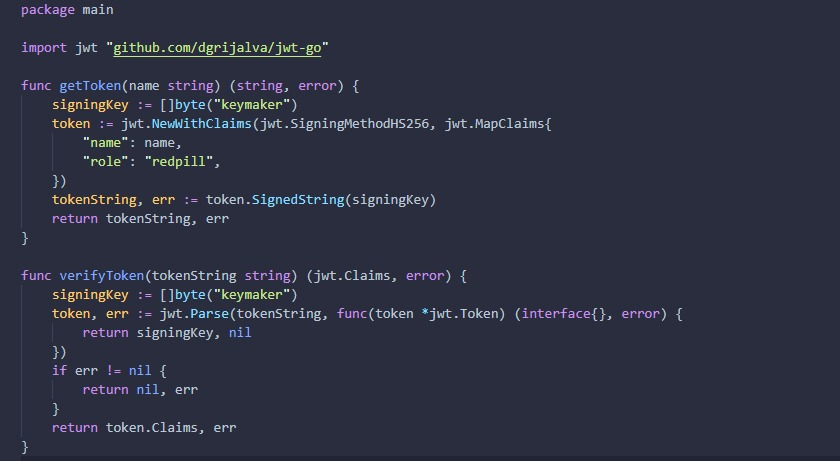 package main
import jwt "github.com/dgrijalva/jwt-go"
func getToken(name string) (string, error) {
    signingKey := []byte("keymaker")
    token := jwt.NewWithClaims(jwt.SigningMethodHS256, jwt.MapClaims{
        "name": name,
        "role": "redpill",
    })
    tokenString, err := token.SignedString(signingKey)
    return tokenString, err
}
func verifyToken(tokenString string) (jwt.Claims, error) {
    signingKey := []byte("keymaker")
    token, err := jwt.Parse(tokenString, func(token *jwt.Token) (interface{}, error) {
        return signingKey, nil
    })
    if err != nil {
        return nil, err
    }
    return token.Claims, err
}